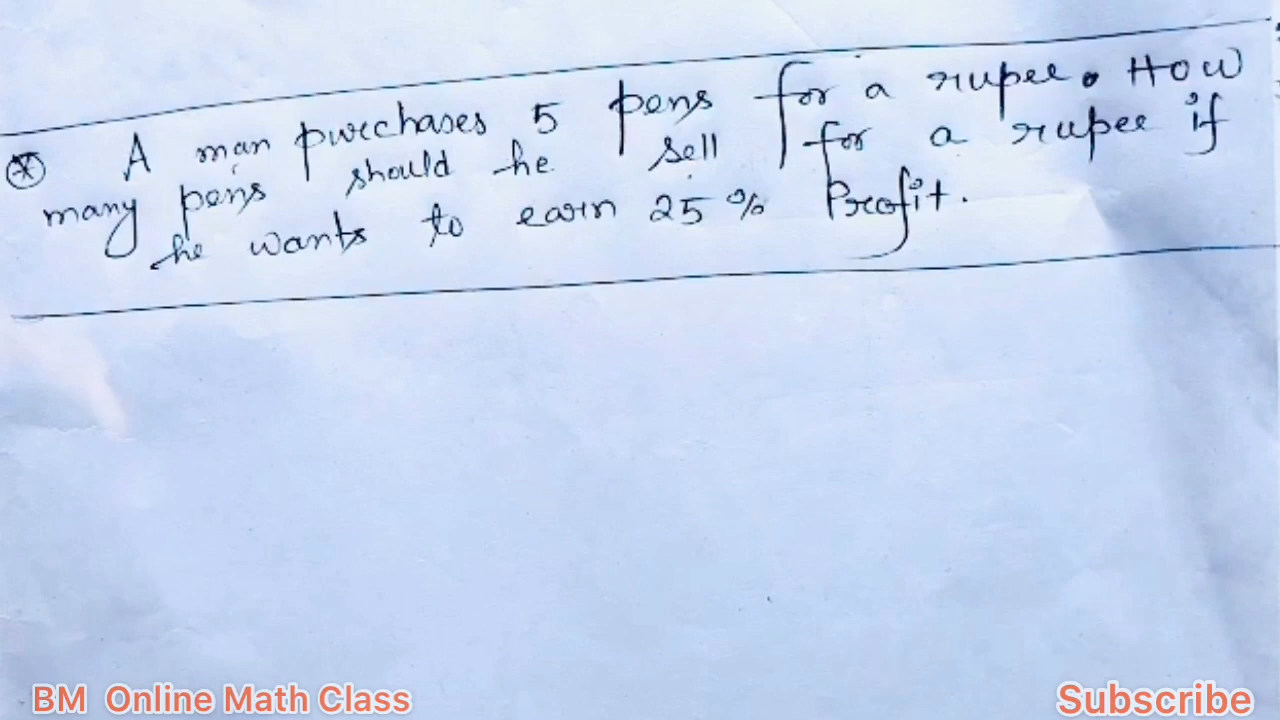 ⊛ A man purchases 5 pens for a rupee. How
many pens should he sell for a rupee if
he wants to earn 25% Profit.
BM Online Math Class
Subscribe